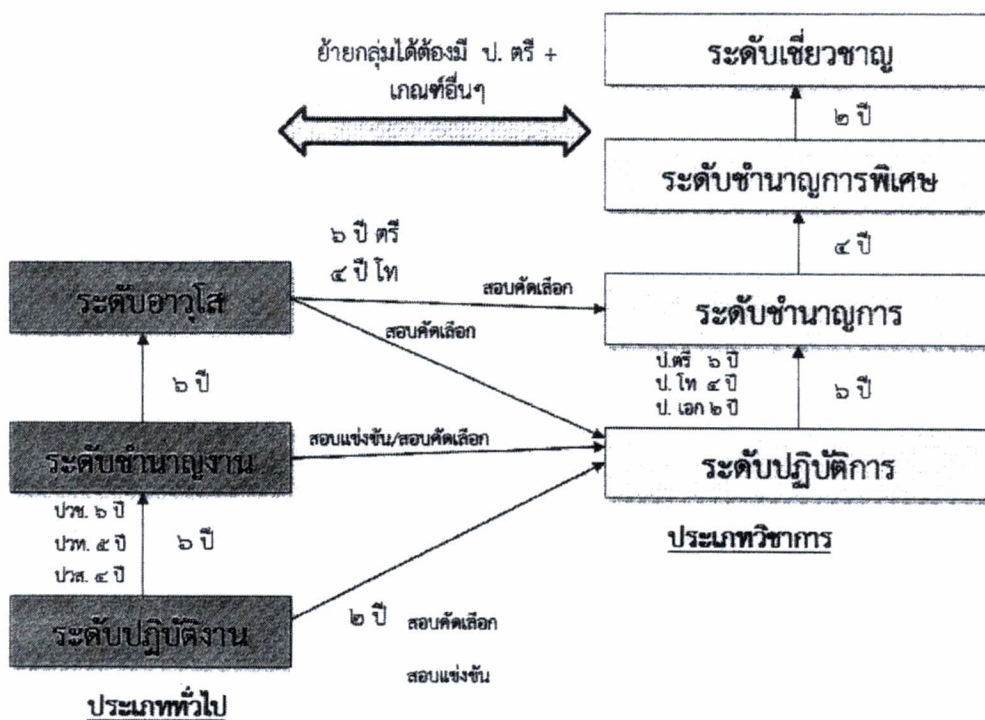 ย้ายกลุ่มได้ต้องมี ป. ตรี +
เกณฑ์อื่นๆ
ระดับเชี่ยวชาญ
๒ ปี
ระดับชำนาญการพิเศษ
๔ ปี
๖ ปี ตรี
๔ ปี โท
ระดับอาวุโส
สอบคัดเลือก
สอบคัดเลือก
ระดับชำนาญการ
๖ ปี
ป.ตรี ๖ ปี
ป. โท ๔ ปี
ป. เอก ๒ ปี
๖ ปี
ระดับชำนาญงาน
สอบแข่งขัน/สอบคัดเลือก
ระดับปฏิบัติการ
ประเภทวิชาการ
ปวช. ๖ ปี
ปวท. ๕ ปี
ปวส. ๔ ปี
๖ ปี
ระดับปฏิบัติงาน
๒ ปี สอบคัดเลือก
สอบแข่งขัน
ประเภททั่วไป